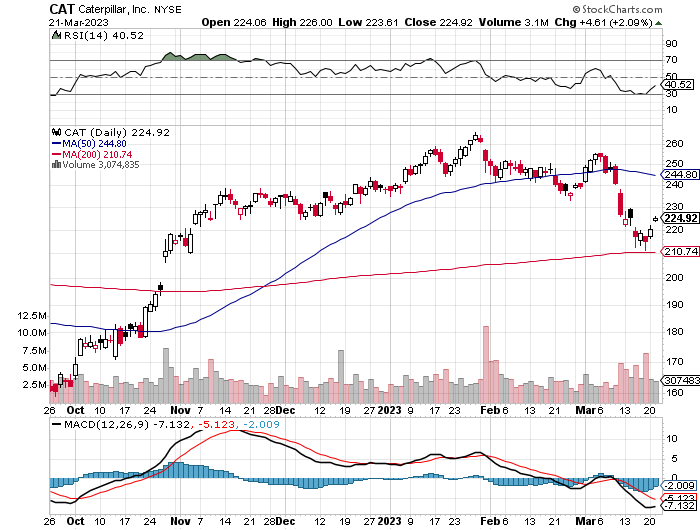 CAT Caterpillar, Inc. NYSE © StockCharts.com
21-Mar-2023 Open 224.06 High 226.00 Low 223.61 Close 224.92 Volume 3.1M Chg +4.61 (+2.09%)
RSI(14) 40.52
90
70
50
40.52
30
10
CAT (Daily) 224.92
MA(50) 244.80
MA(200) 210.74
Volume 3,074,835
260
250
244.80
240
230
224.92
220
210.74
200
190
180
170
160
12.5M
10.0M
7.5M
5.0M
2.5M
307483
26 Oct 10 17 24 Nov 7 14 21 28 Dec 12 19 27 2023 9 17 23 Feb 6 13 21 Mar 13 20
MACD(12,26,9) -7.132, -5.123, -2.009
10
5
0
-2.009
-5.123
-7.132
26 Oct 10 17 24 Nov 7 14 21 28 Dec 12 19 27 2023 9 17 23 Feb 6 13 21 Mar 13 20